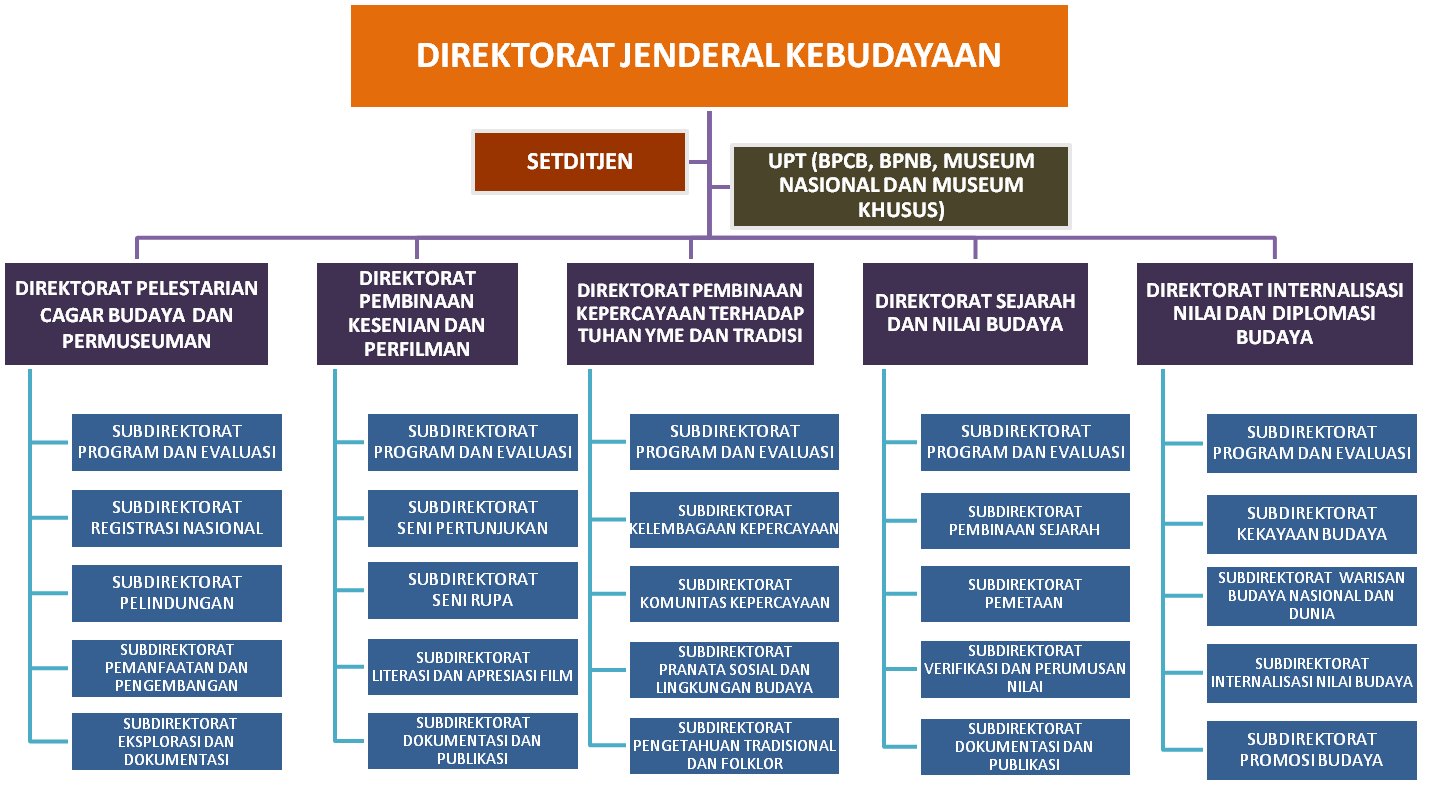 DIREKTORAT JENDERAL KEBUDAYAAN
SETDITJEN
UPT (BPCB, BPNB, MUSEUM
NASIONAL DAN MUSEUM
KHUSUS)
DIREKTORAT PELESTARIAN
CAGAR BUDAYA DAN
PERMUSEUMAN
SUBDIREKTORAT
PROGRAM DAN EVALUASI
SUBDIREKTORAT
REGISTRASI NASIONAL
SUBDIREKTORAT
PELINDUNGAN
SUBDIREKTORAT
PEMANFAATAN DAN
PENGEMBANGAN
SUBDIREKTORAT
EKSPLORASI DAN
DOKUMENTASI
DIREKTORAT
PEMBINAAN
KESENIAN DAN
PERFILMAN
SUBDIREKTORAT
PROGRAM DAN EVALUASI
SUBDIREKTORAT
SENI PERTUNJUKAN
SUBDIREKTORAT
SENI RUPA
SUBDIREKTORAT
LITERASI DAN APRESIASI FILM
SUBDIREKTORAT
DOKUMENTASI DAN
PUBLIKASI
DIREKTORAT PEMBINAAN
KEPERCAYAAN TERHADAP
TUHAN YME DAN TRADISI
SUBDIREKTORAT
PROGRAM DAN EVALUASI
SUBDIREKTORAT
KELEMBAGAAN KEPERCAYAAN
SUBDIREKTORAT
KOMUNITAS KEPERCAYAAN
SUBDIREKTORAT
PRANATA SOSIAL DAN
LINGKUNGAN BUDAYA
SUBDIREKTORAT
PENGETAHUAN TRADISIONAL
DAN FOLKLOR
DIREKTORAT SEJARAH
DAN NILAI BUDAYA
SUBDIREKTORAT
PROGRAM DAN EVALUASI
SUBDIREKTORAT
PEMBINAAN SEJARAH
SUBDIREKTORAT
PEMETAAN
SUBDIREKTORAT
VERIFIKASI DAN PERUMUSAN
NILAI
SUBDIREKTORAT
DOKUMENTASI DAN
PUBLIKASI
DIREKTORAT INTERNALISASI
NILAI DAN DIPLOMASI
BUDAYA
SUBDIREKTORAT
PROGRAM DAN EVALUASI
SUBDIREKTORAT
KEKAYAAN BUDAYA
SUBDIREKTORAT WARISAN
BUDAYA NASIONAL DAN
DUNIA
SUBDIREKTORAT
INTERNALISASI NILAI BUDAYA
SUBDIREKTORAT
PROMOSI BUDAYA